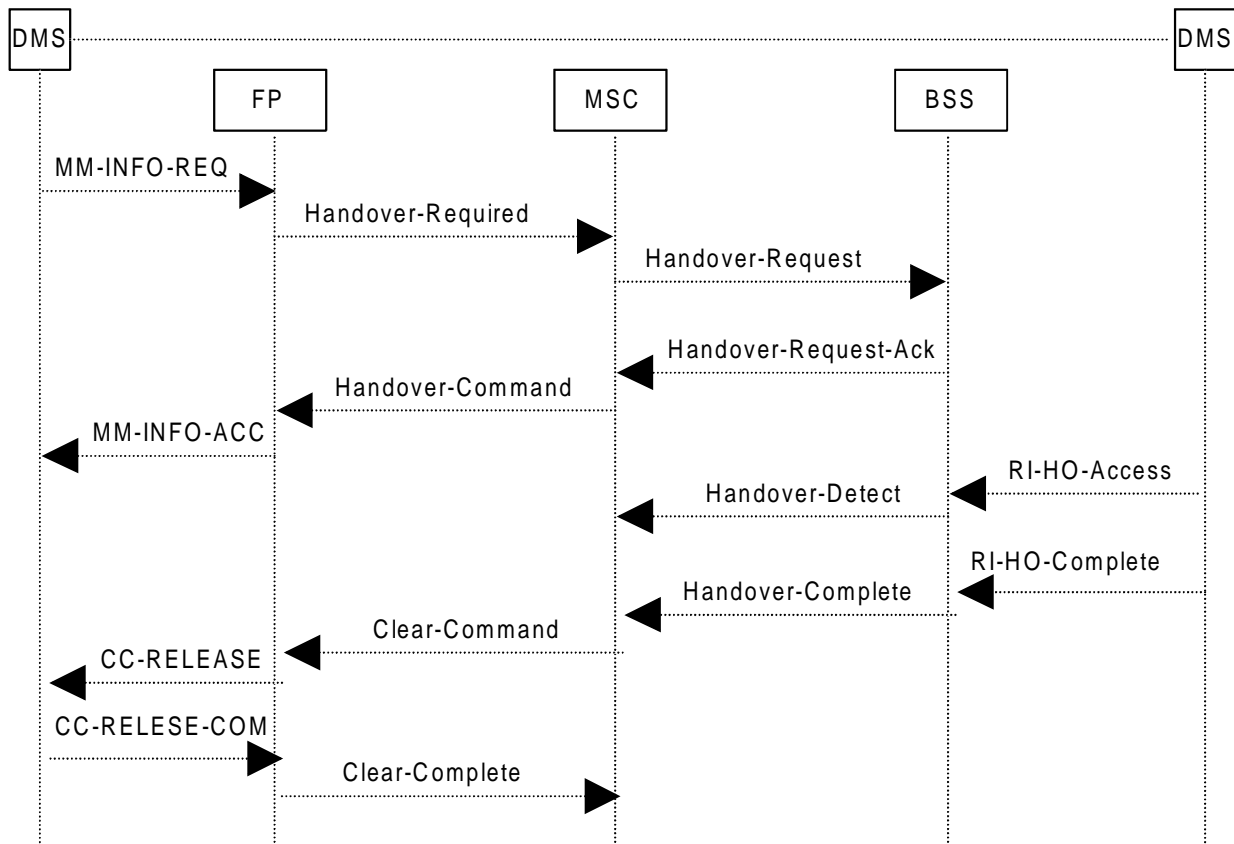 DMS
DMS
FP
MSC
BSS
MM-INFO-REQ
Handover-Required
Handover-Request
Handover-Request-Ack
Handover-Command
MM-INFO-ACC
RI-HO-Access
Handover-Detect
RI-HO-Complete
Handover-Complete
Clear-Command
CC-RELEASE
CC-RELESE-COM
Clear-Complete